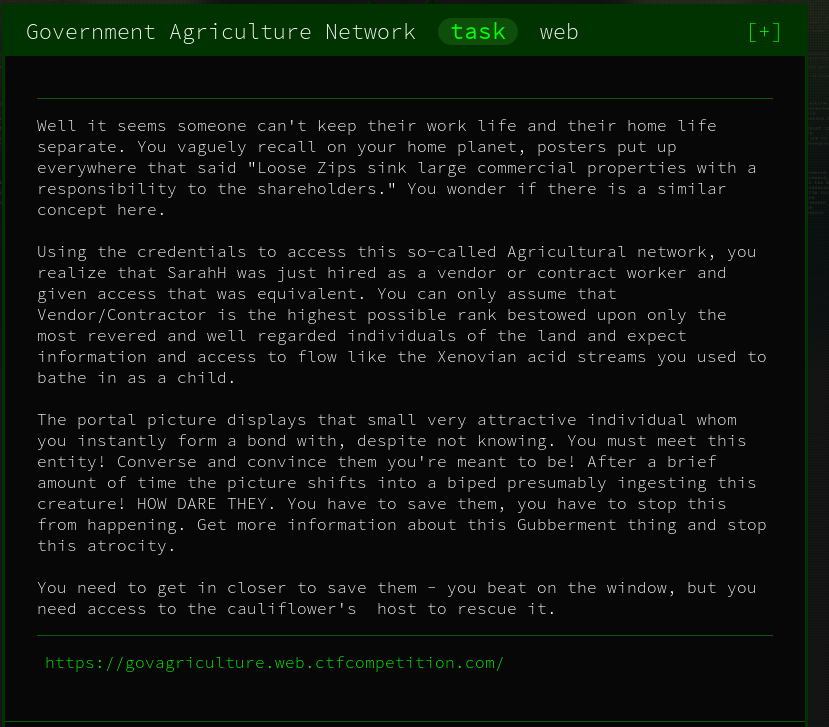 Government Agriculture Network task web [+]
Well it seems someone can't keep their work life and their home life
separate. You vaguely recall on your home planet, posters put up
everywhere that said "Loose Zips sink large commercial properties with a
responsibility to the shareholders." You wonder if there is a similar
concept here.
Using the credentials to access this so-called Agricultural network, you
realize that SarahH was just hired as a vendor or contract worker and
given access that was equivalent. You can only assume that
Vendor/Contractor is the highest possible rank bestowed upon only the
most revered and well regarded individuals of the land and expect
information and access to flow like the Xenovian acid streams you used to
bathe in as a child.
The portal picture displays that small very attractive individual whom
you instantly form a bond with, despite not knowing. You must meet this
entity! Converse and convince them you're meant to be! After a brief
amount of time the picture shifts into a biped presumably ingesting this
creature! HOW DARE THEY. You have to save them, you have to stop this
from happening. Get more information about this Gubberment thing and stop
this atrocity.
You need to get in closer to save them - you beat on the window, but you
need access to the cauliflower's  host to rescue it.
https://govagriculture.web.ctfcompetition.com/